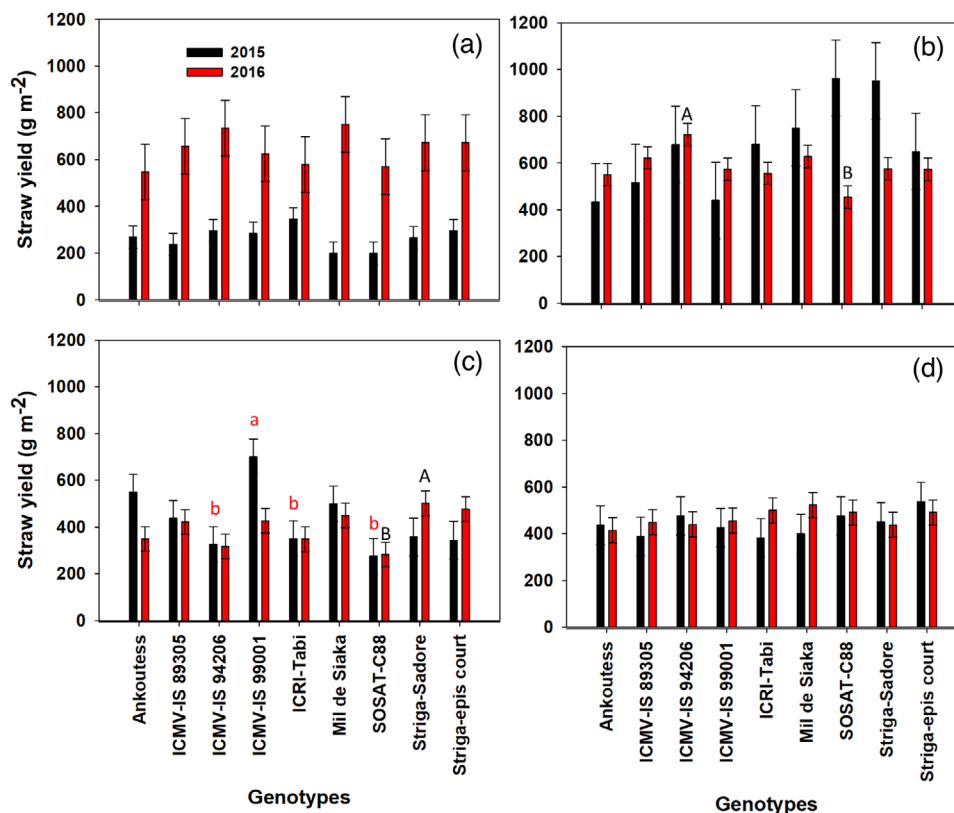 1200
1000
800
600
400
200
0
Straw yield (g m-2)
2015
2016
(a)
1200
1000
800
600
400
200
0
A
B
(b)
1200
1000
800
600
400
200
0
Straw yield (g m-2)
b
a
b
b
B
A
(c)
Ankoutess
ICMV-IS 89305
ICMV-IS 94206
ICMV-IS 99001
ICRI-Tabi
Mil de Siaka
SOSAT-C88
Striga-Sadore
Striga-epis court
Genotypes
1200
1000
800
600
400
200
0
(d)
Ankoutess
ICMV-IS 89305
ICMV-IS 94206
ICMV-IS 99001
ICRI-Tabi
Mil de Siaka
SOSAT-C88
Striga-Sadore
Striga-epis court
Genotypes